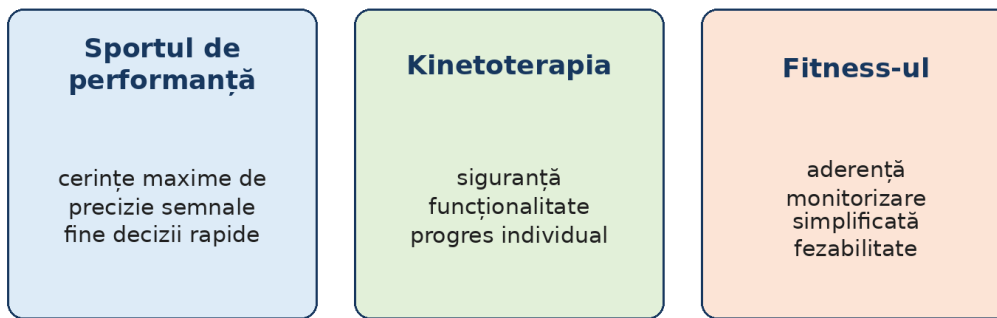 Sportul de
performanță
cerințe maxime de
precizie semnale
fine decizii rapide
Kinetoterapia
siguranță
funcționalitate
progres individual
Fitness-ul
aderență
monitorizare
simplificată
fezabilitate